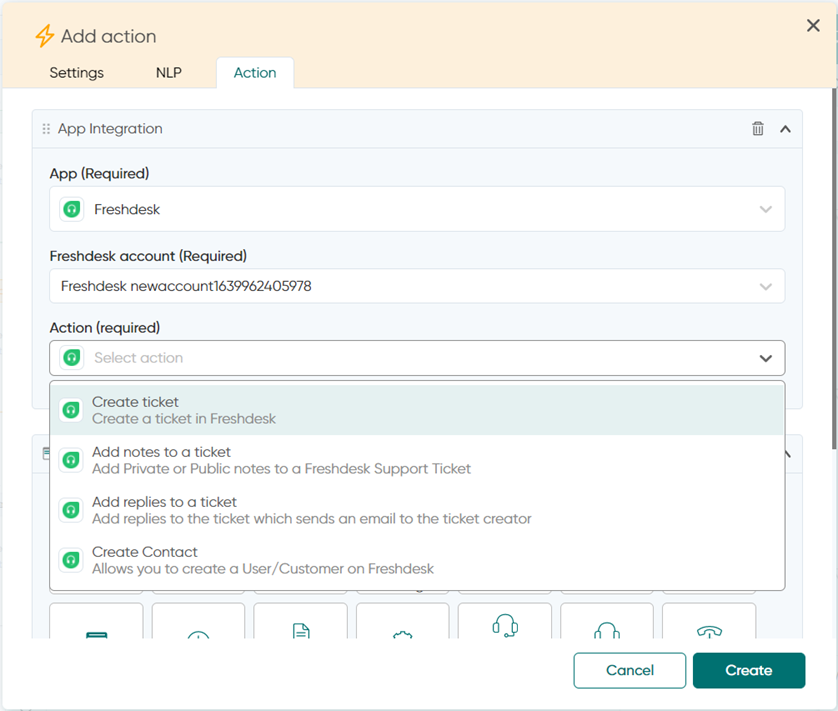 Add action
Settings
NLP
Action
App Integration
App (Required)
Freshdesk
Freshdesk account (Required)
Freshdesk newaccount1639962405978
Action (required)
Select action
Create ticket
Create a ticket in Freshdesk
Add notes to a ticket
Add Private or Public notes to a Freshdesk Support Ticket
Add replies to a ticket
Add replies to the ticket which sends an email to the ticket creator
Create Contact
Allows you to create a User/Customer on Freshdesk
Cancel
Create